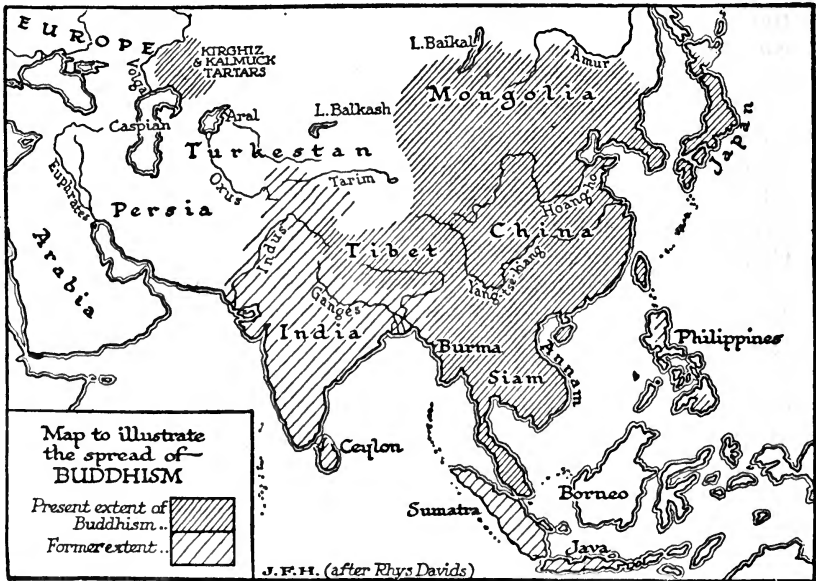 EUROPE
KIRGHIZ
& KALMUCK
TARTARS
Volga
L.Baikal
Amur
Mongolia
Aral
L.Balkash
Caspian
Turkestan
Japan
Oxus
Tarim
Euphrates
Persia
Hoangho
China
Arabia
Indus
Tibet
Yang-tse-kiang
Ganges
India
Burma
Annam
Philippines
Siam
Ceylon
Sumatra
Borneo
Java
Map to illustrate
the spread of
BUDDHISM
Present extent of
Buddhism..
Former extent..
J.F.H. (after Rhys Davids)